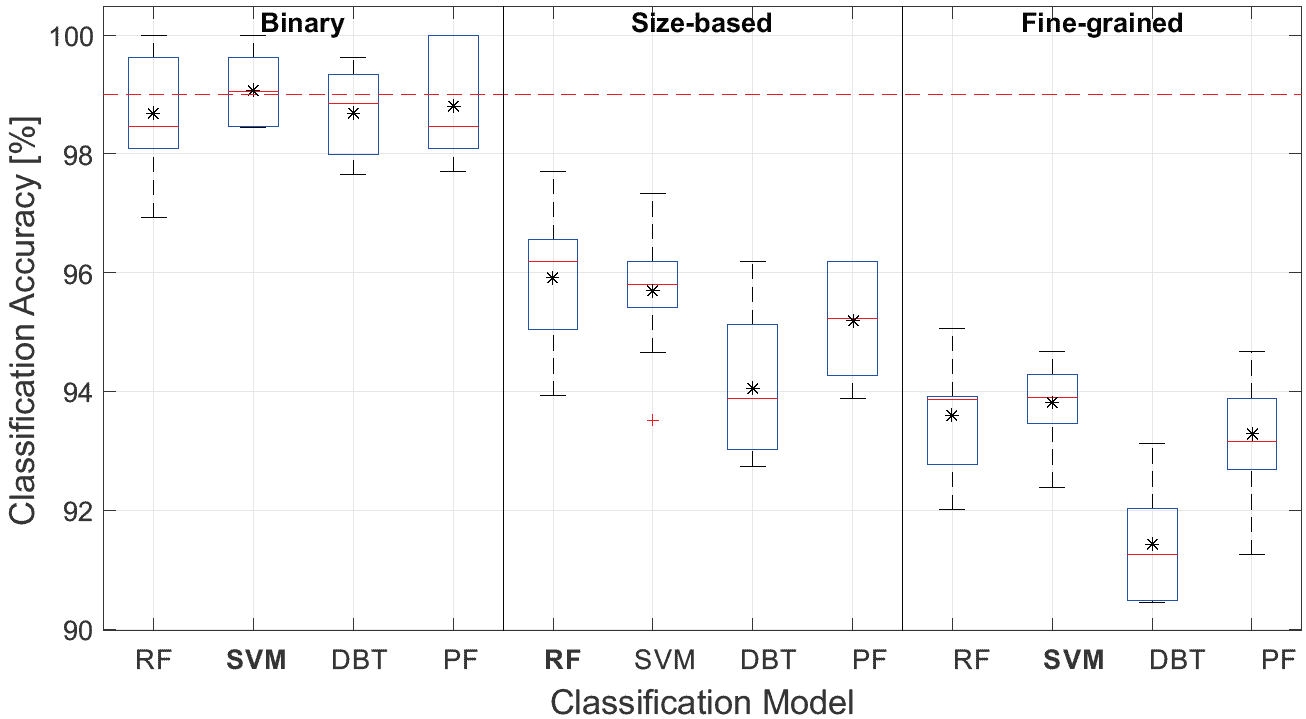 Binary Size-based Fine-grained
100
98
96
94
92
90
Classification Accuracy [%]
RF SVM DBT PF RF SVM DBT PF RF SVM DBT PF
Classification Model